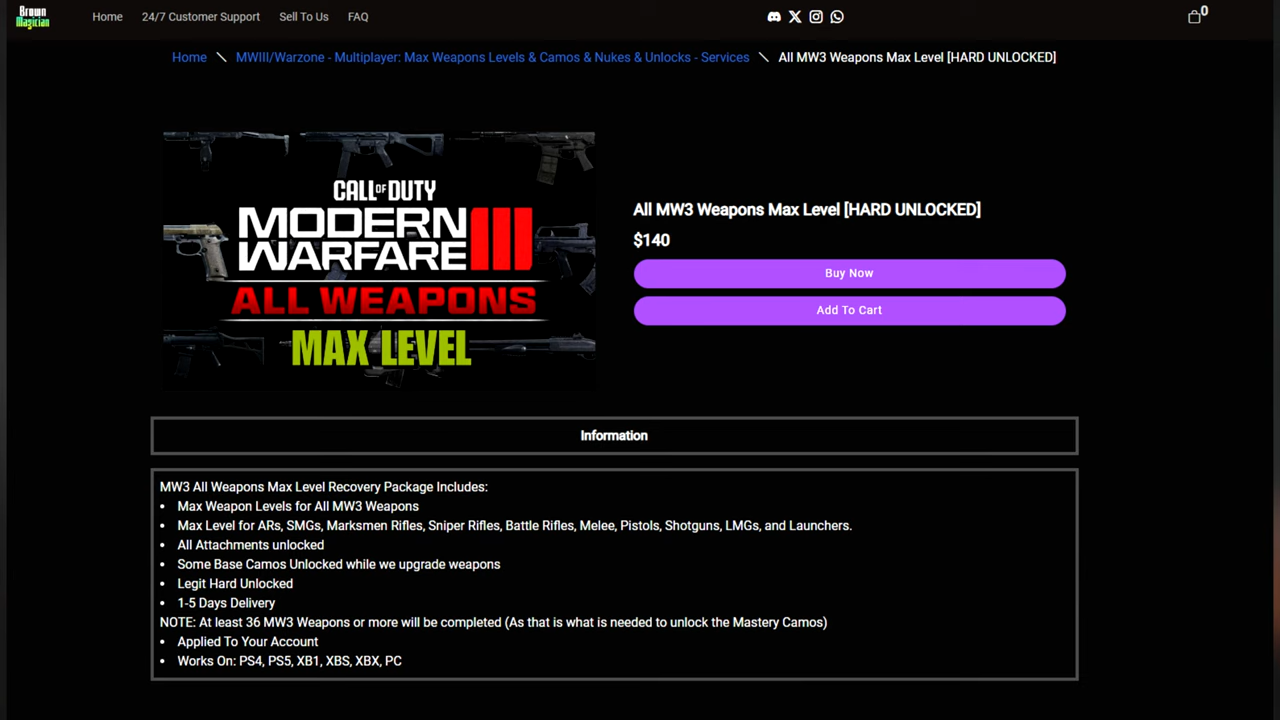 Brown
Magician
Home
24/7 Customer Support
Sell To Us
FAQ
0
Home \ MWIII/Warzone - Multiplayer: Max Weapons Levels & Camos & Nukes & Unlocks - Services \ All MW3 Weapons Max Level [HARD UNLOCKED]
CALL OF DUTY
MODERN
WARFARE III
ALL WEAPONS
MAX LEVEL
All MW3 Weapons Max Level [HARD UNLOCKED]
$140
Buy Now
Add To Cart
Information
MW3 All Weapons Max Level Recovery Package Includes:
• Max Weapon Levels for All MW3 Weapons
• Max Level for ARs, SMGs, Marksmen Rifles, Sniper Rifles, Battle Rifles, Melee, Pistols, Shotguns, LMGs, and Launchers.
• All Attachments unlocked
• Some Base Camos Unlocked while we upgrade weapons
• Legit Hard Unlocked
• 1-5 Days Delivery
NOTE: At least 36 MW3 Weapons or more will be completed (As that is what is needed to unlock the Mastery Camos)
• Applied To Your Account
• Works On: PS4, PS5, XB1, XBS, XBX, PC